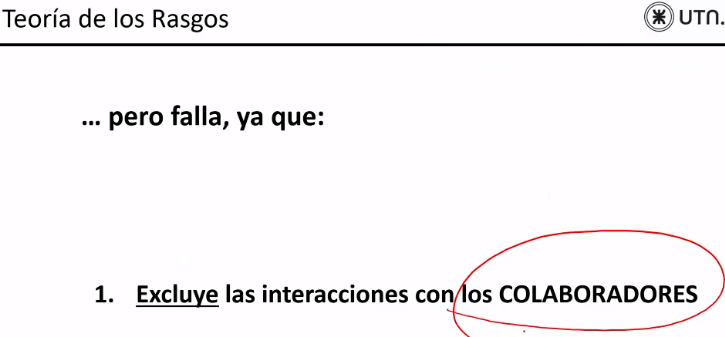 Teoría de los Rasgos
UTN.
... pero falla, ya que:
1. Excluye las interacciones con los COLABORADORES